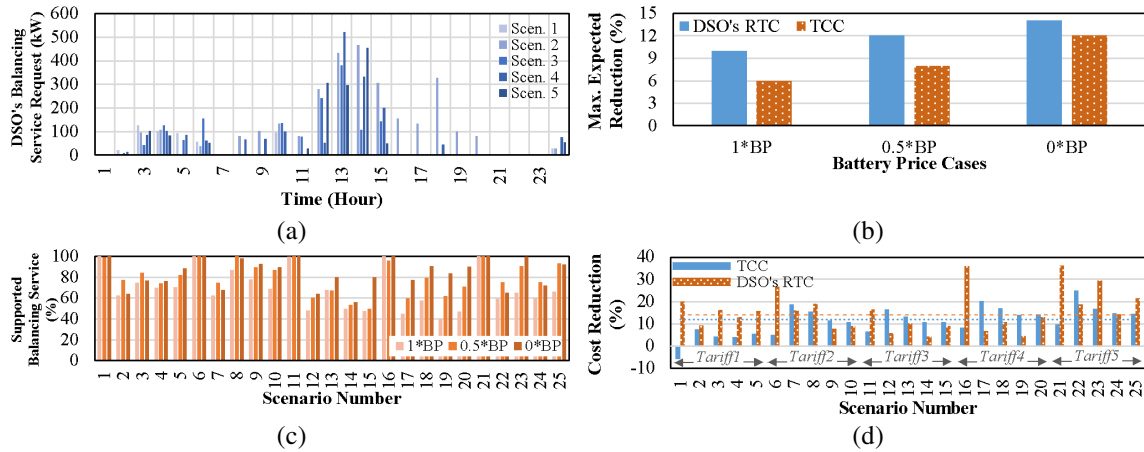 DSO's Balancing
Service Request (kW)
600
500
400
300
200
100
0
Scen. 1
Scen. 2
Scen. 3
Scen. 4
Scen. 5
1 3 5 7 9 11 13 15 17 19 21 23
Time (Hour)
(a)
Max. Expected
Reduction (%)
15
12
9
6
3
0
DSO's RTC TCC
1*BP 0.5*BP 0*BP
Battery Price Cases
(b)
Supported
Balancing Service
(%)
100
80
60
40
20
0
1*BP 0.5*BP 0*BP
1 2 3 4 5 6 7 8 9 10 11 12 13 14 15 16 17 18 19 20 21 22 23 24 25
Scenario Number
(c)
Cost Reduction
(%)
40
30
20
10
0
-10
TCC
DSO's RTC
Tariff1 Tariff2 Tariff3 Tariff4 Tariff5
1 2 3 4 5 6 7 8 9 10 11 12 13 14 15 16 17 18 19 20 21 22 23 24 25
Scenario Number
(d)